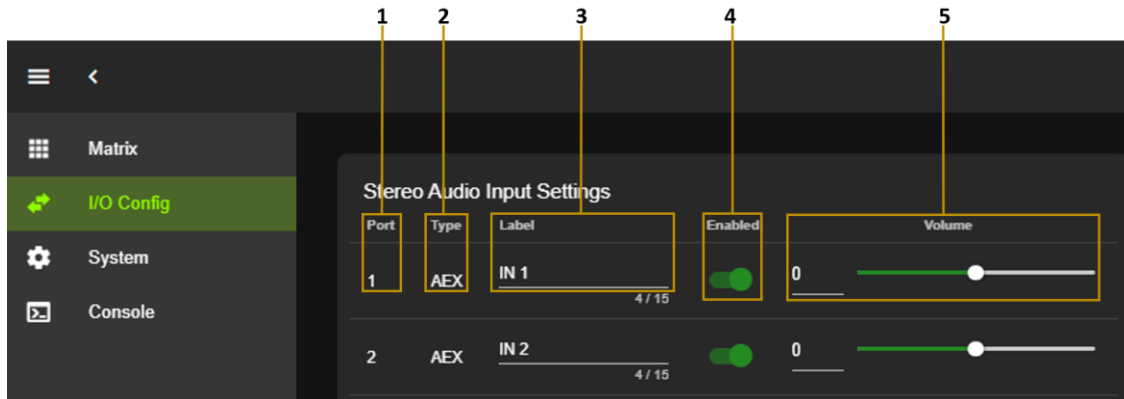 1 2 3 4 5
Matrix
I/O Config
System
Console
Stereo Audio Input Settings
Port Type Label Enabled Volume
1 AEX IN 1 0
4 / 15
2 AEX IN 2 0
4 / 15